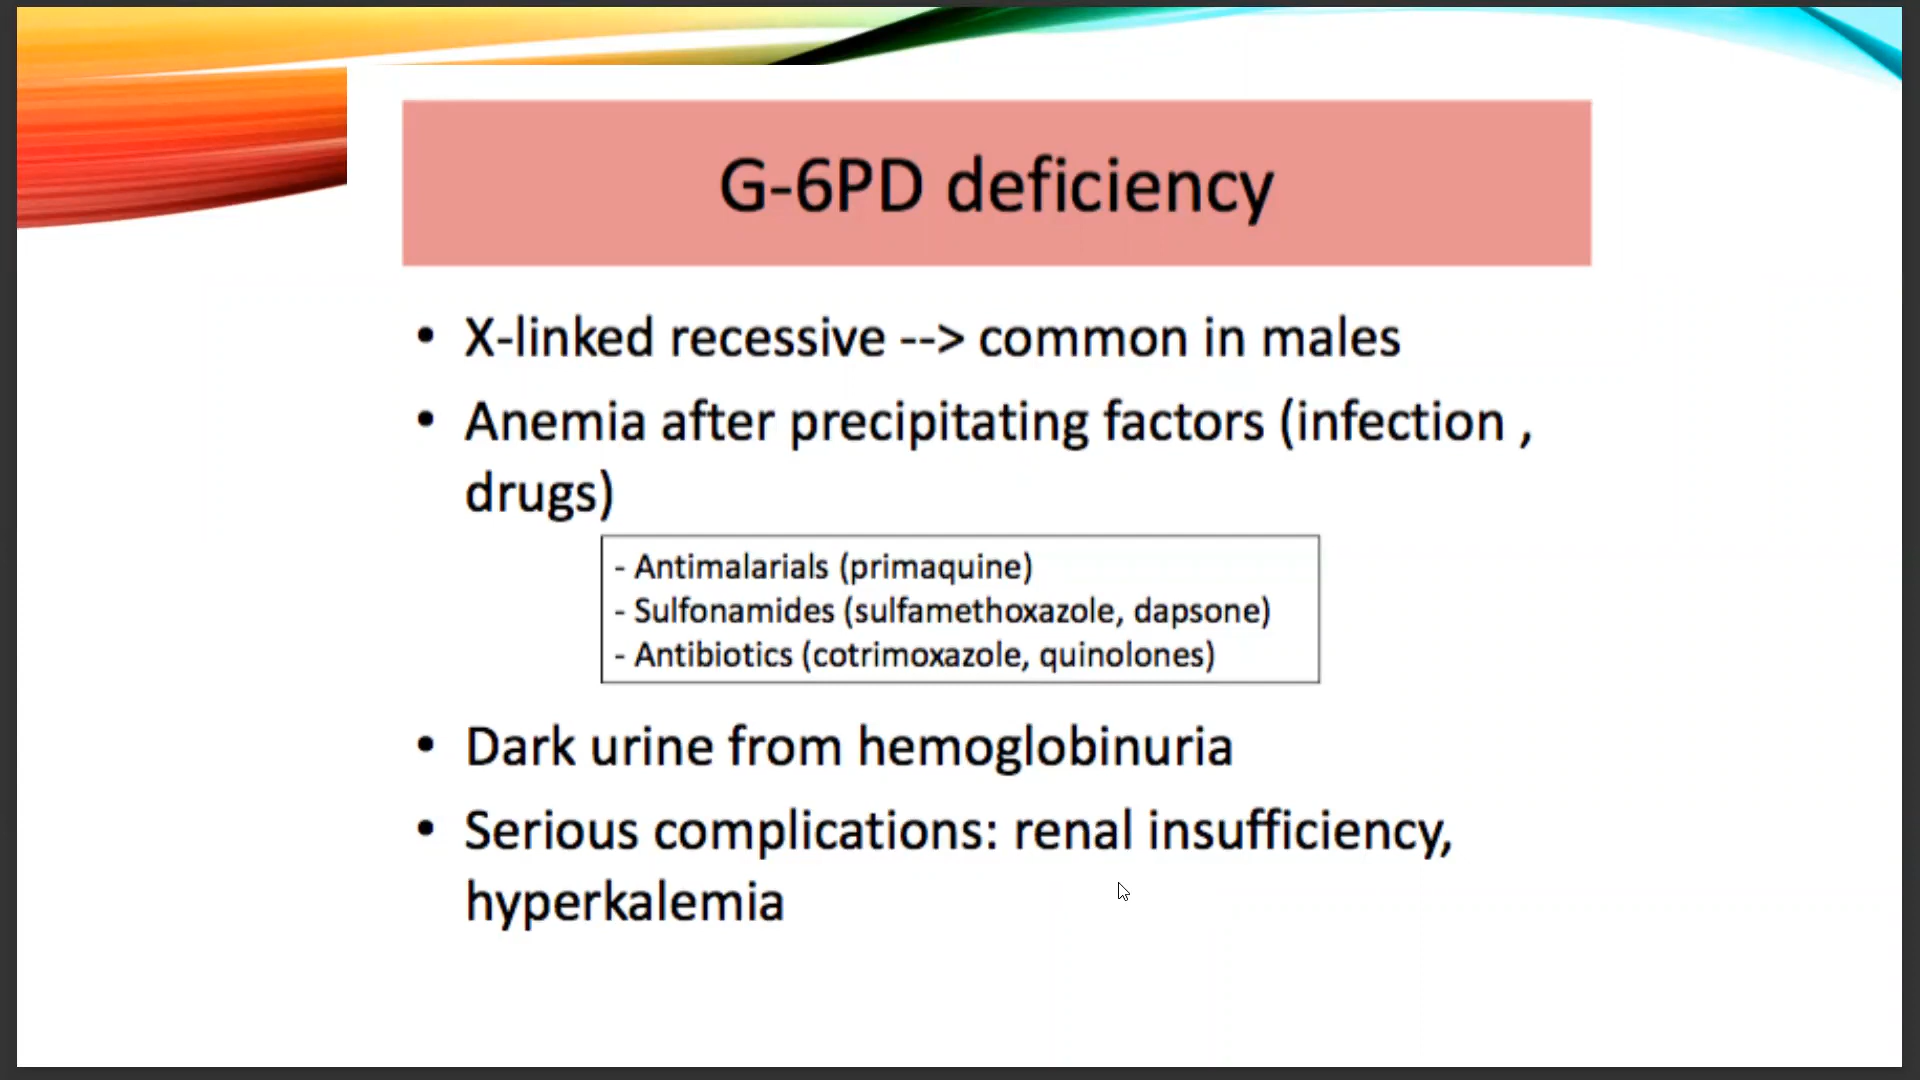 G-6PD deficiency
• X-linked recessive --> common in males
• Anemia after precipitating factors (infection ,
drugs)
- Antimalarials (primaquine)
- Sulfonamides (sulfamethoxazole, dapsone)
- Antibiotics (cotrimoxazole, quinolones)
• Dark urine from hemoglobinuria
• Serious complications: renal insufficiency,
hyperkalemia